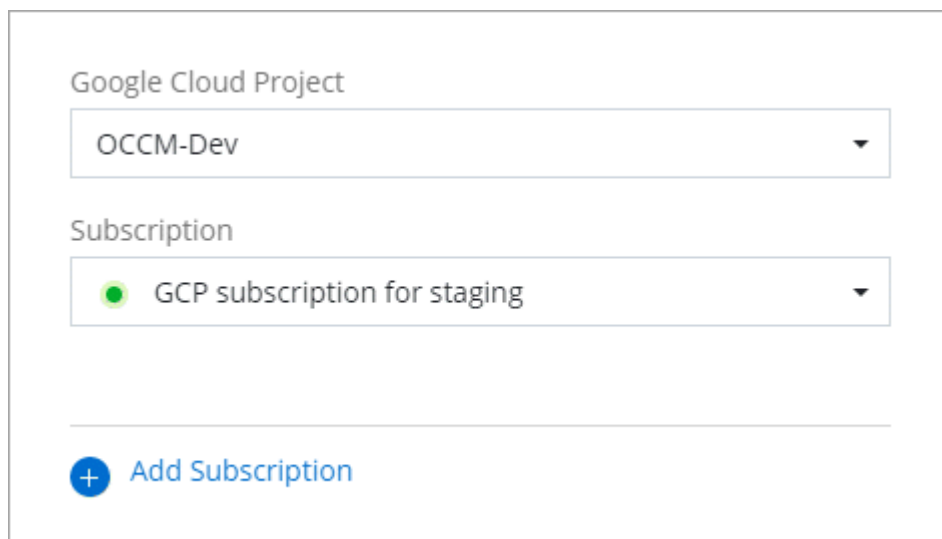 Google Cloud Project
OCCM-Dev
Subscription
GCP subscription for staging
Add Subscription